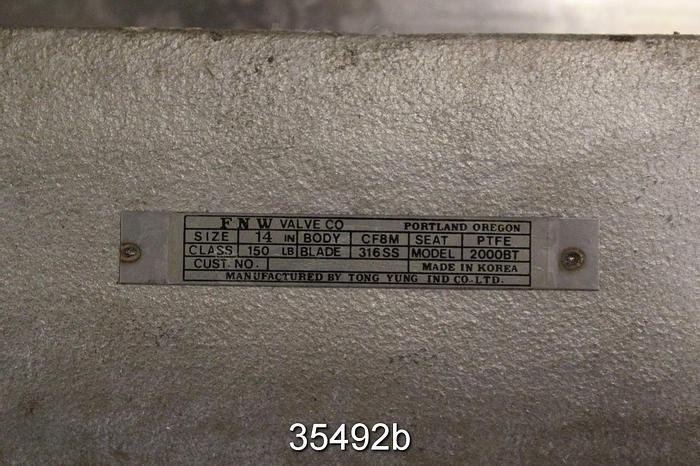 FNW VALVE CO PORTLAND OREGON
SIZE 14 IN BODY CF8M SEAT PTFE
CLASS 150 LB BLADE 316SS MODEL 2000BT
CUST. NO. MADE IN KOREA
MANUFACTURED BY TONG YUNG IND CO.-LTD.
35492b